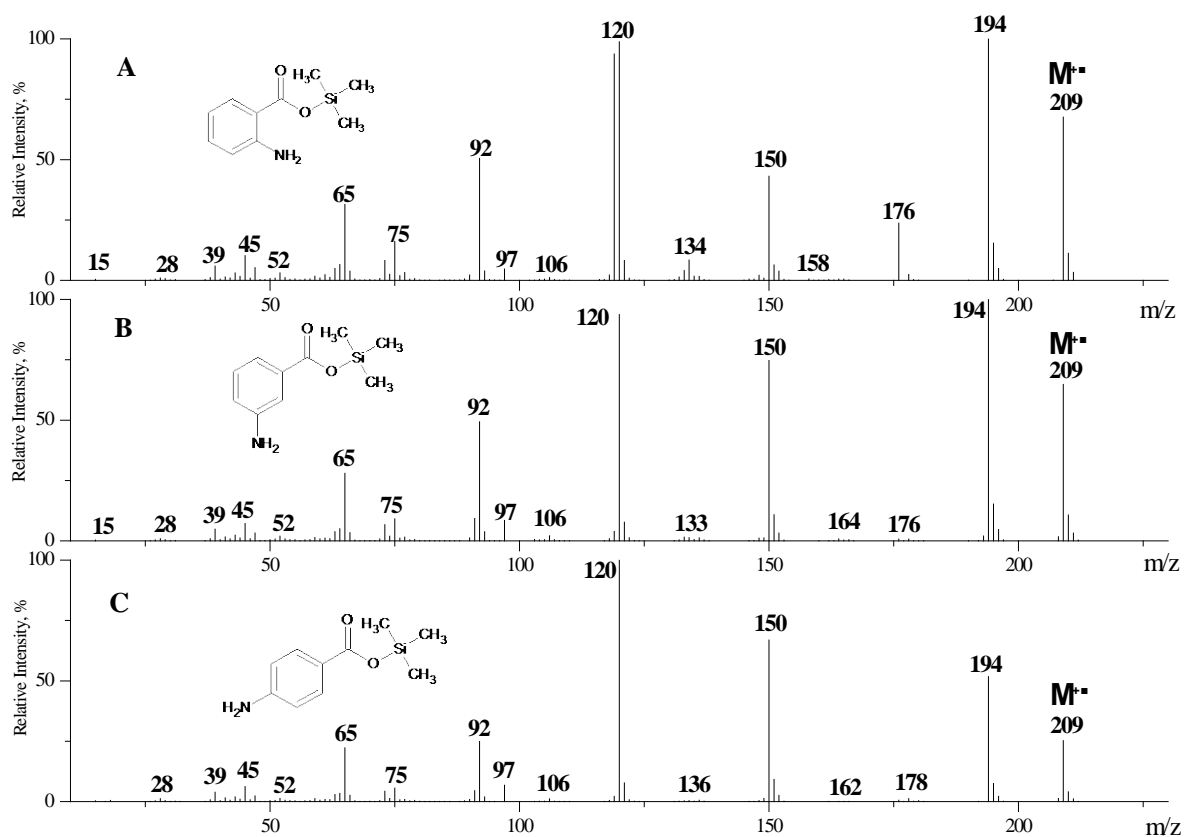 100
50
0
Relative Intensity, %
A
O
H₃C
CH₃
Si
O
CH₃
NH₂
15
28
39
45
52
65
75
92
97
106
120
134
150
158
176
194
M+▪
209
50
100
150
200
m/z
100
50
0
Relative Intensity, %
B
O
H₃C
CH₃
Si
O
CH₃
NH₂
15
28
39
45
52
65
75
92
97
106
120
133
150
164
176
194
M+▪
209
50
100
150
200
m/z
100
50
0
Relative Intensity, %
C
O
H₃C
CH₃
Si
O
CH₃
H₂N
28
39
45
52
65
75
92
97
106
120
136
150
162
178
194
M+▪
209
50
100
150
200
m/z